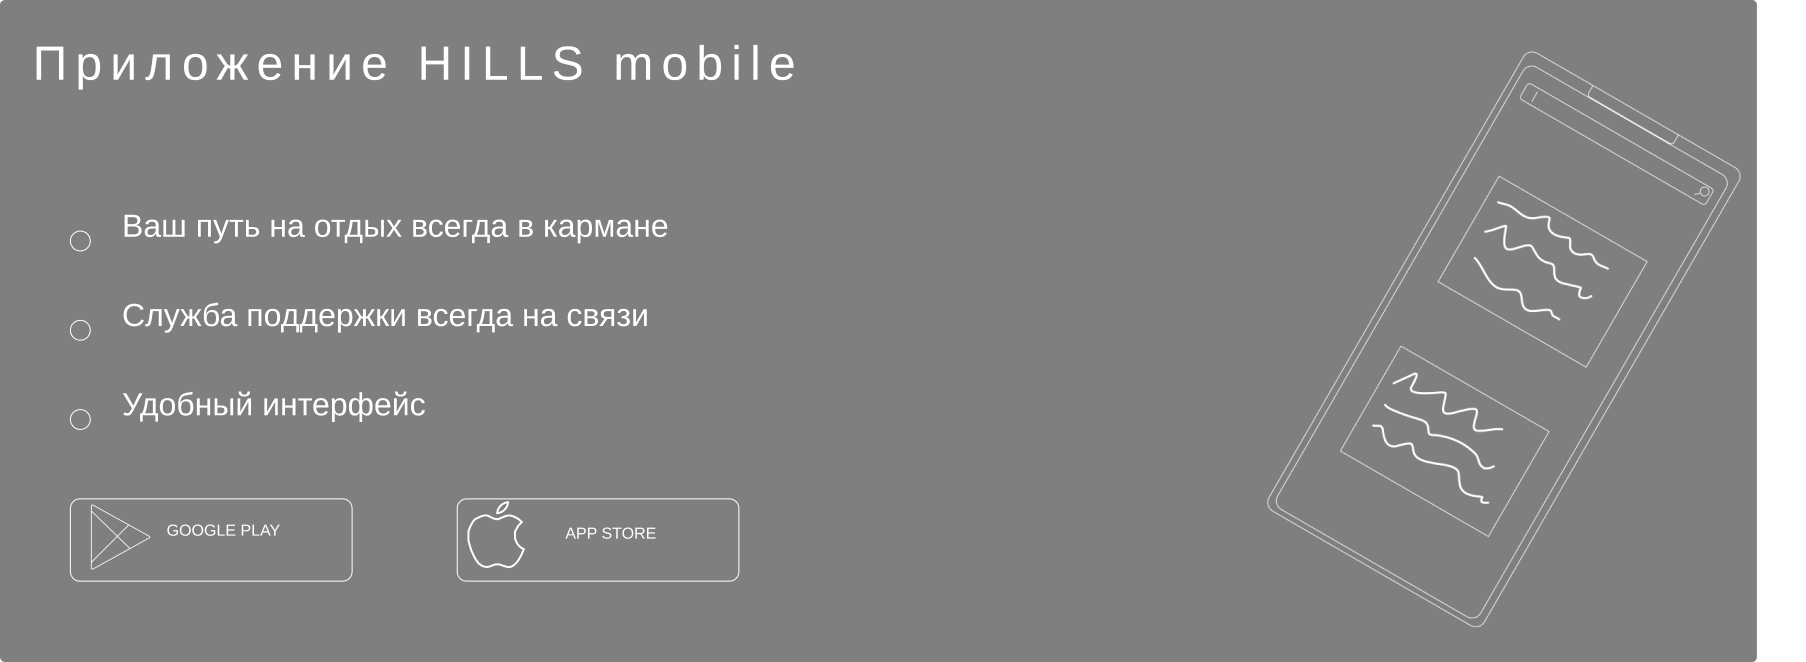 Приложение HILLS mobile
Ваш путь на отдых всегда в кармане
Служба поддержки всегда на связи
Удобный интерфейс
GOOGLE PLAY
APP STORE